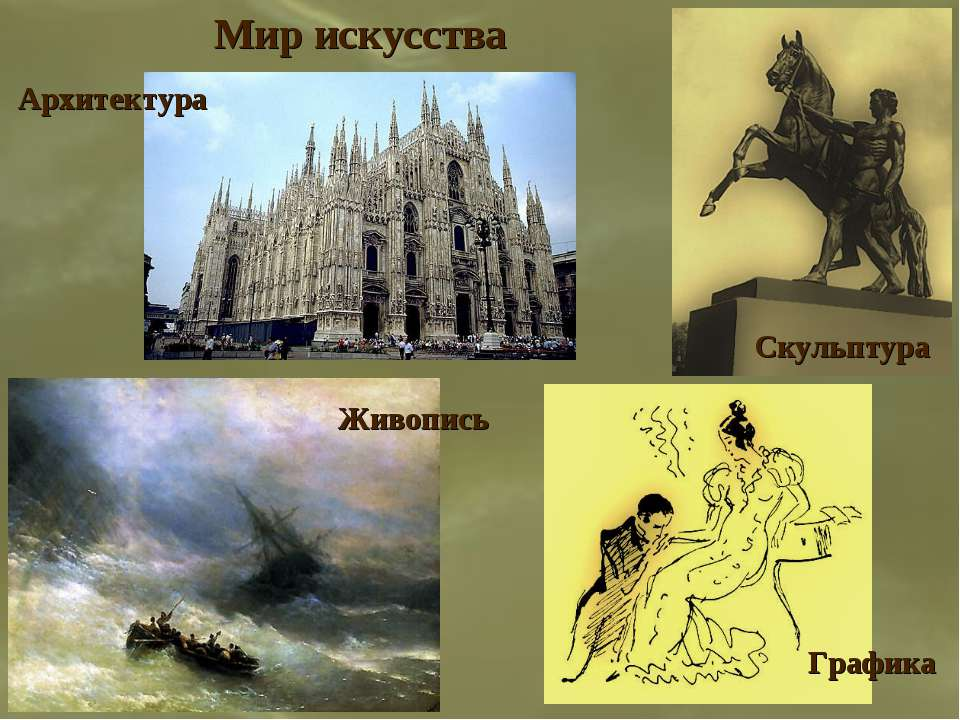 Мир искусства
Архитектура
Скульптура
Живопись
Графика